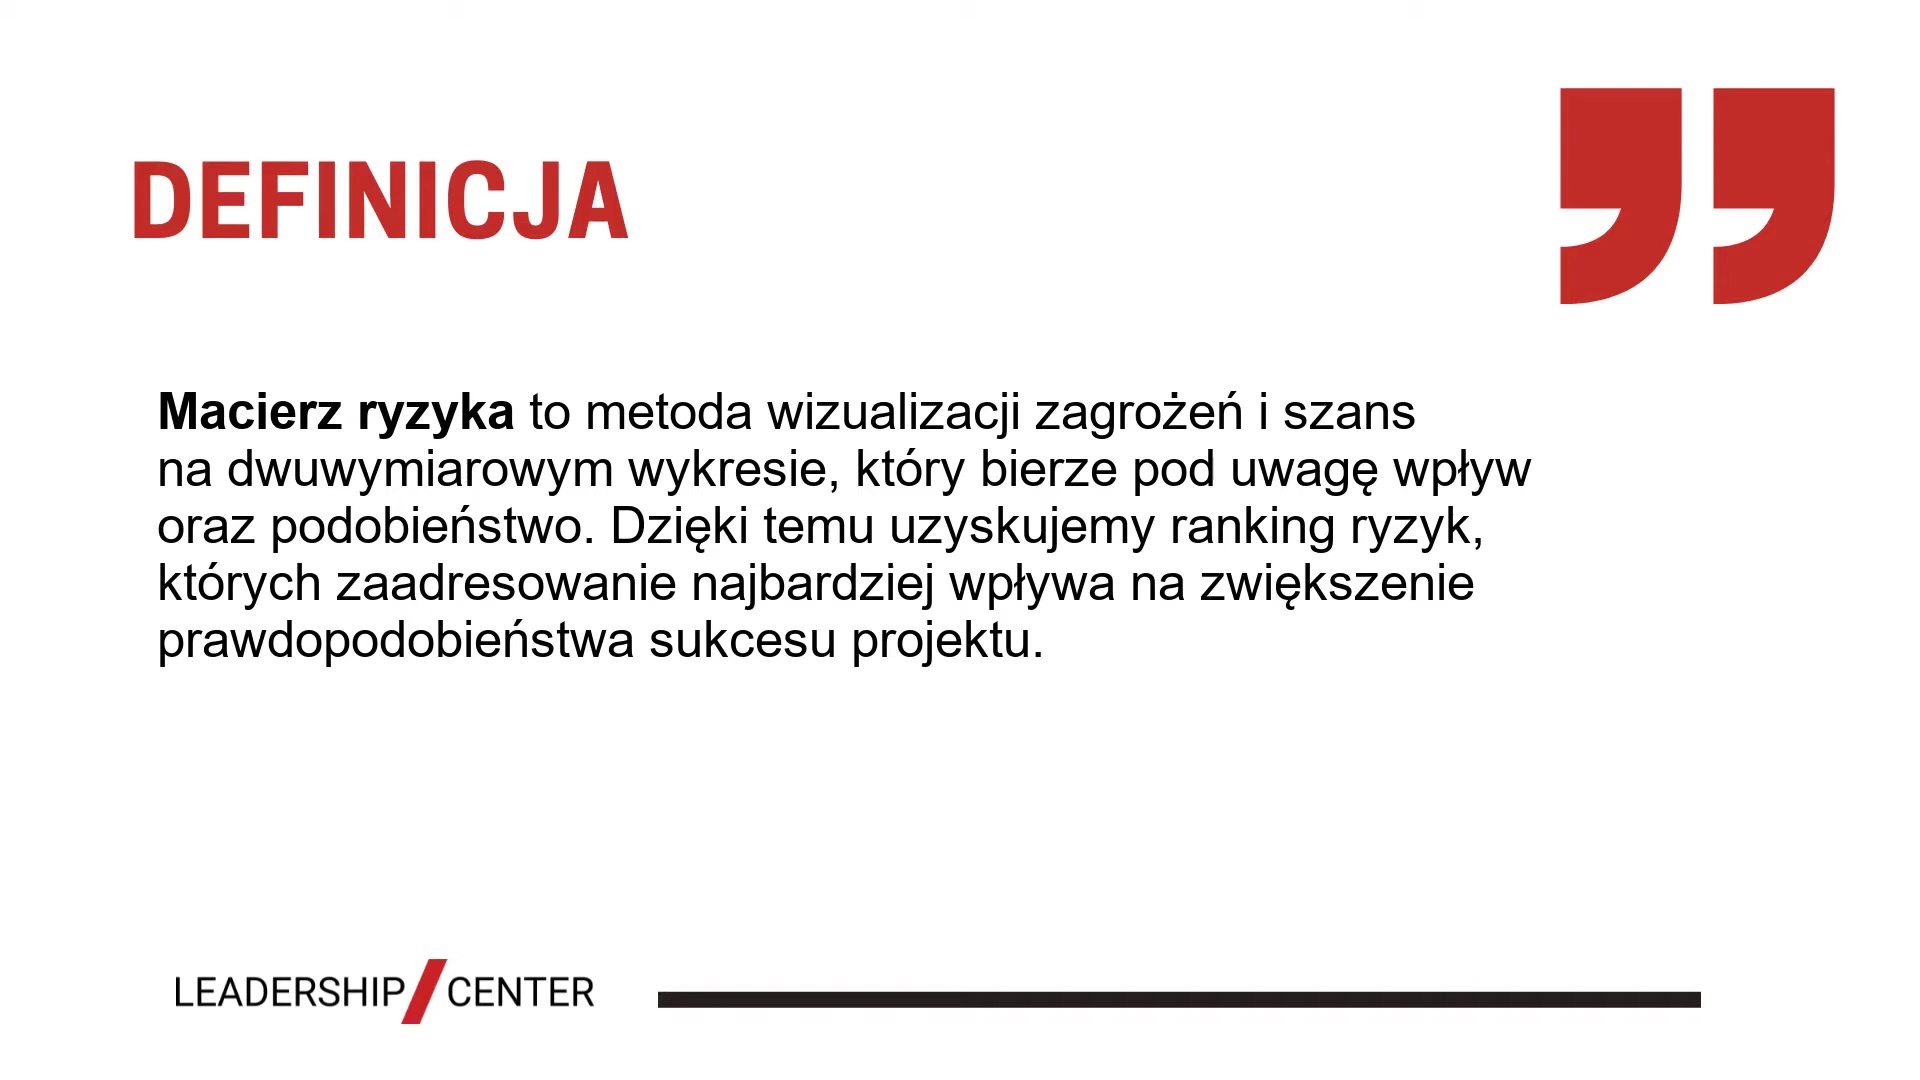 DEFINICJA
Macierz ryzyka to metoda wizualizacji zagrożeń i szans
na dwuwymiarowym wykresie, który bierze pod uwagę wpływ
oraz podobieństwo. Dzięki temu uzyskujemy ranking ryzyk,
których zaadresowanie najbardziej wpływa na zwiększenie
prawdopodobieństwa sukcesu projektu.
LEADERSHIP/CENTER